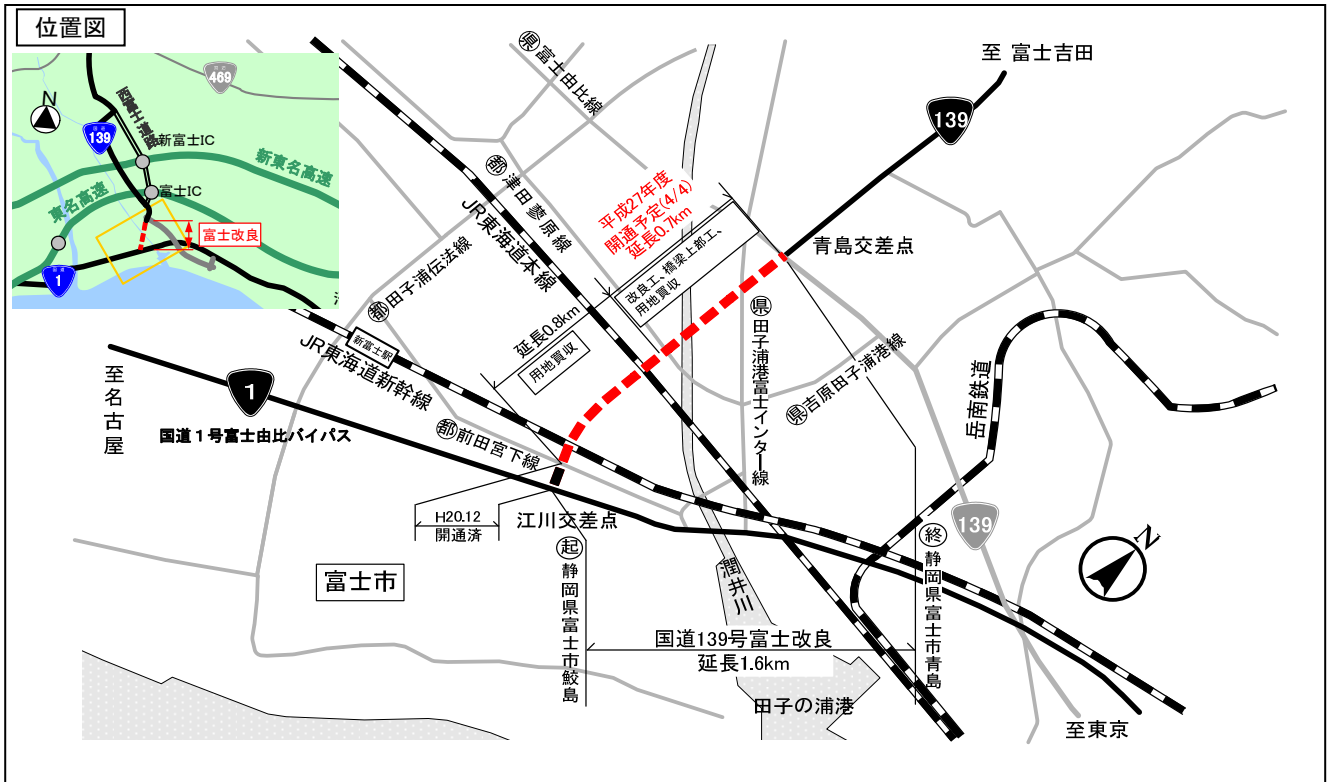 位置図
469
N
国道
139
西富士道路
新富士IC
新東名高速
東名高速
富士IC
富士改良
国道
1
県 富士由比線
至 富士吉田
139
都 津田蓼原線
JR東海道本線
平成27年度
開通予定(4/4)
延長0.7km
改良工、橋梁上部工、
用地買収
青島交差点
都 田子浦伝法線
延長0.8km
用地買収
県 田子浦港富士インター線
県 吉原田子浦港線
岳南鉄道
新富士駅
JR東海道新幹線
至名古屋
1
国道1号富士由比バイパス
都 前田宮下線
H20.12
開通済
江川交差点
139
N
富士市
起 静岡県富士市鮫島
潤井川
終 静岡県富士市青島
国道139号富士改良
延長1.6km
田子の浦港
至東京